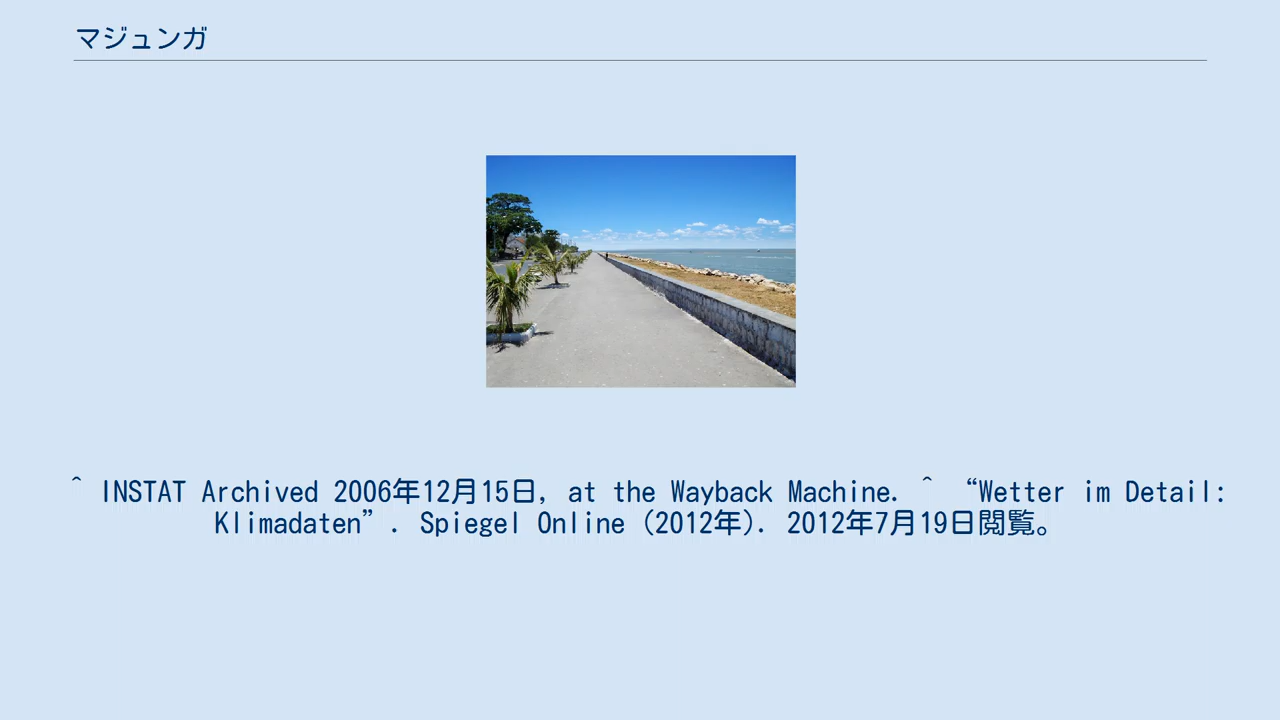 マジュンガ
^ INSTAT Archived 2006年12月15日, at the Wayback Machine. ^ “Wetter im Detail:
Klimadaten”. Spiegel Online (2012年). 2012年7月19日閲覧。